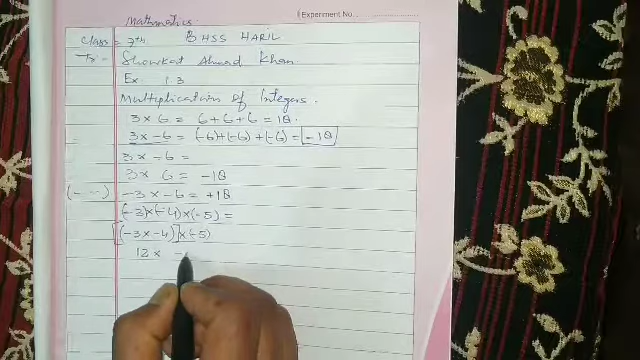 Mathematics.
(Experiment No.
Class = 7th BHSS HARIL
Tr - Showkat Ahmad Khan
Ex. 1.3
Multiplication of Integers.
3 x 6 = 6 + 6 + 6 = 18.
3 x -6 = (-6)+(-6)+(-6) = -18
3 x -6 =
3 x 6 = -18
(- -) -3 x -6 = +18
(-3)x(-4)x(-5) =
[(-3x-4)]x(-5)
12 x -